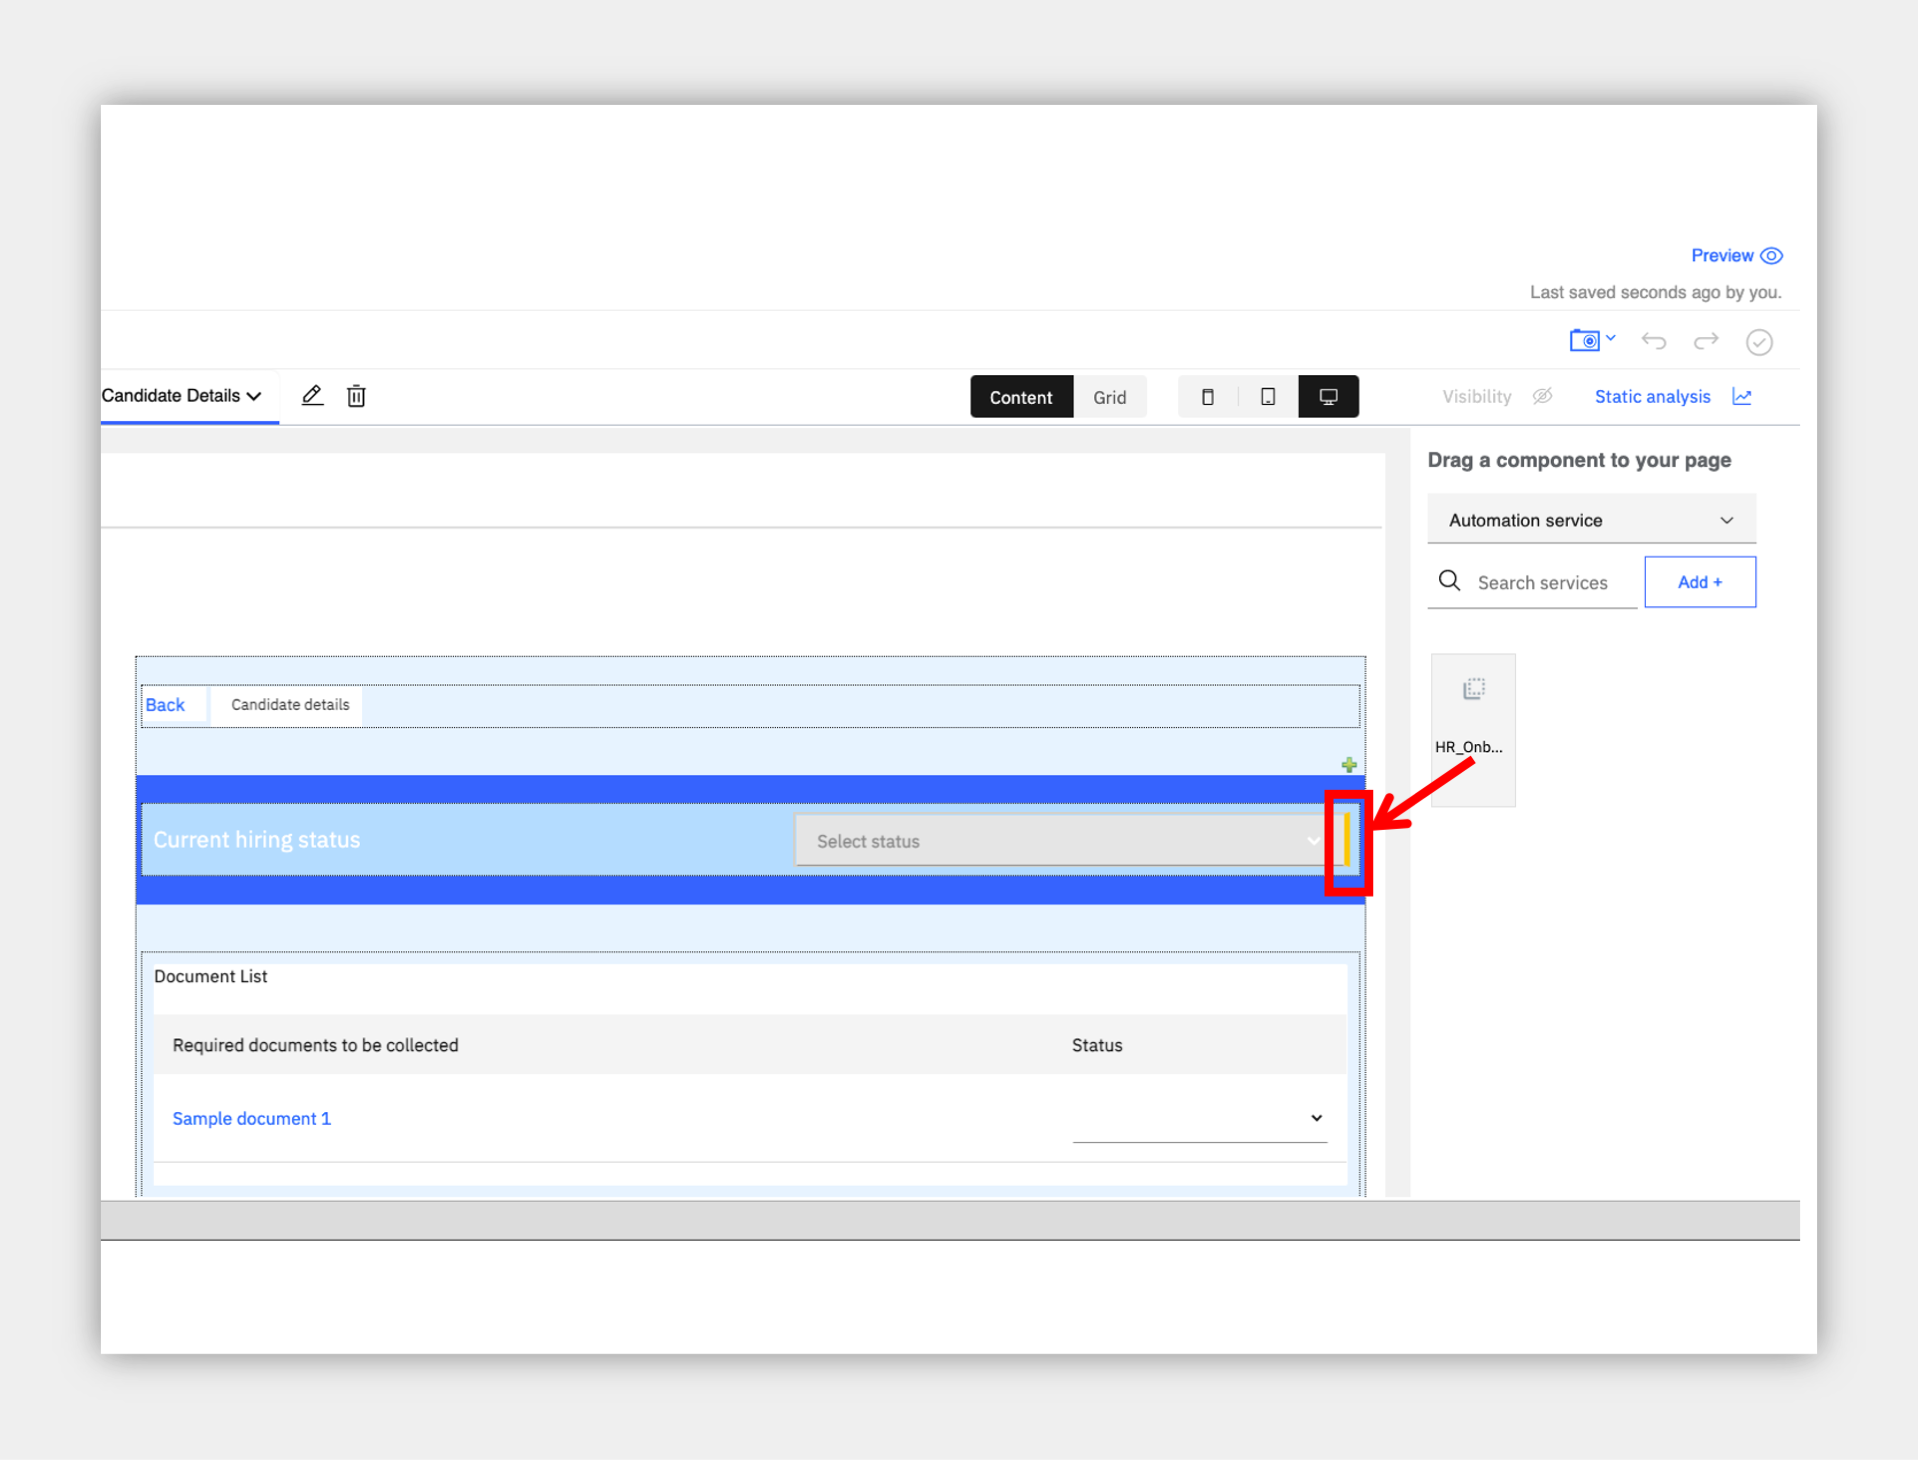 Preview
Last saved seconds ago by you.
Candidate Details
Content
Grid
Visibility
Static analysis
Drag a component to your page
Automation service
Search services
Add +
HR_Onb...
Back
Candidate details
Current hiring status
Select status
Document List
Required documents to be collected
Status
Sample document 1